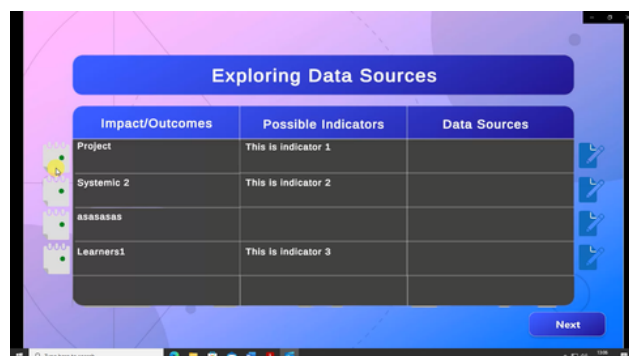 Exploring Data Sources
Impact/Outcomes Possible Indicators Data Sources
Project This is indicator 1
Systemic 2 This is indicator 2
asasasas
Learners1 This is indicator 3
Next